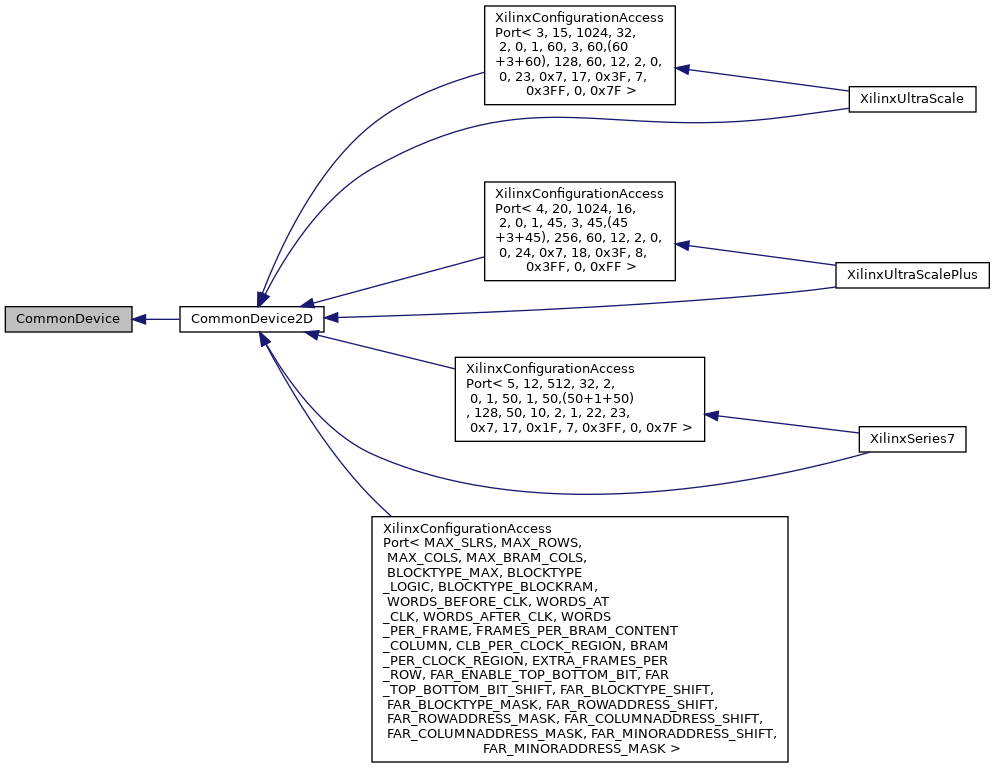 XilinxConfigurationAccess
Port< 3, 15, 1024, 32,
2, 0, 1, 60, 3, 60,(60
+3+60), 128, 60, 12, 2, 0,
0, 23, 0x7, 17, 0x3F, 7,
0x3FF, 0, 0x7F >
XilinxUltraScale
XilinxConfigurationAccess
Port< 4, 20, 1024, 16,
2, 0, 1, 45, 3, 45,(45
+3+45), 256, 60, 12, 2, 0,
0, 24, 0x7, 18, 0x3F, 8,
0x3FF, 0, 0xFF >
XilinxUltraScalePlus
CommonDevice
CommonDevice2D
XilinxConfigurationAccess
Port< 5, 12, 512, 32, 2,
0, 1, 50, 1, 50,(50+1+50)
, 128, 50, 10, 2, 1, 22, 23,
0x7, 17, 0x1F, 7, 0x3FF, 0, 0x7F >
XilinxSeries7
XilinxConfigurationAccess
Port< MAX_SLRS, MAX_ROWS,
MAX_COLS, MAX_BRAM_COLS,
BLOCKTYPE_MAX, BLOCKTYPE
_LOGIC, BLOCKTYPE_BLOCKRAM,
WORDS_BEFORE_CLK, WORDS_AT
_CLK, WORDS_AFTER_CLK, WORDS
_PER_FRAME, FRAMES_PER_BRAM_CONTENT
_COLUMN, CLB_PER_CLOCK_REGION, BRAM
_PER_CLOCK_REGION, EXTRA_FRAMES_PER
_ROW, FAR_ENABLE_TOP_BOTTOM_BIT, FAR
_TOP_BOTTOM_BIT_SHIFT, FAR_BLOCKTYPE_SHIFT,
FAR_BLOCKTYPE_MASK, FAR_ROWADDRESS_SHIFT,
FAR_ROWADDRESS_MASK, FAR_COLUMNADDRESS_SHIFT,
FAR_COLUMNADDRESS_MASK, FAR_MINORADDRESS_SHIFT,
FAR_MINORADDRESS_MASK >